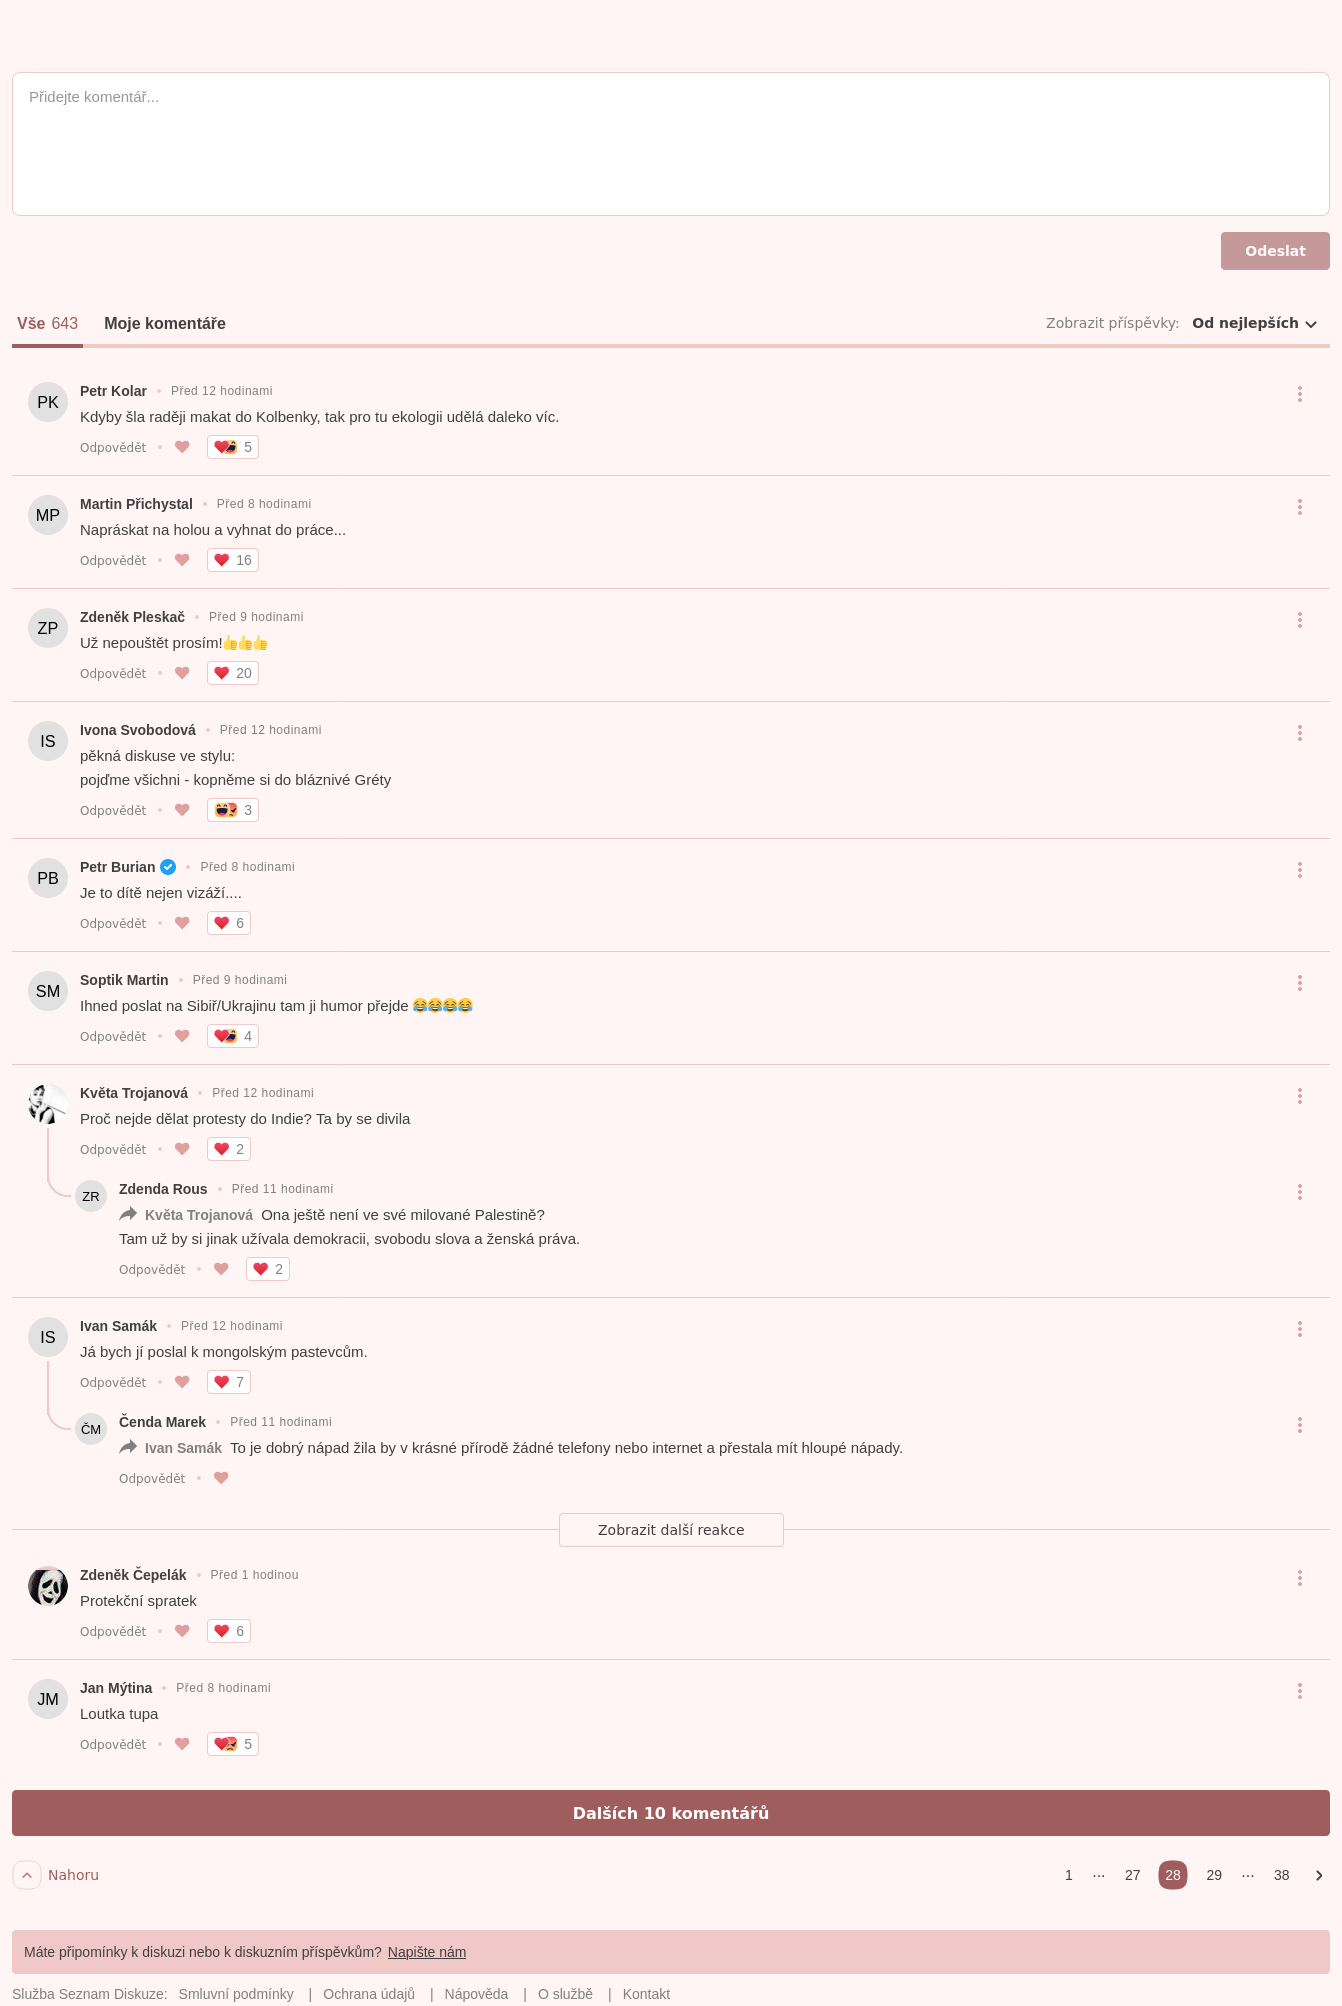 Přidejte komentář...
Odeslat
Vše 643 Moje komentáře Zobrazit příspěvky: Od nejlepších
PK Petr Kolar • Před 12 hodinami
Kdyby šla raději makat do Kolbenky, tak pro tu ekologii udělá daleko víc.
Odpovědět • 5
MP Martin Přichystal • Před 8 hodinami
Napráskat na holou a vyhnat do práce...
Odpovědět • 16
ZP Zdeněk Pleskač • Před 9 hodinami
Už nepouštět prosím!👍👍👍
Odpovědět • 20
IS Ivona Svobodová • Před 12 hodinami
pěkná diskuse ve stylu:
pojďme všichni - kopněme si do bláznivé Gréty
Odpovědět • 3
PB Petr Burian • Před 8 hodinami
Je to dítě nejen vizáží....
Odpovědět • 6
SM Soptik Martin • Před 9 hodinami
Ihned poslat na Sibiř/Ukrajinu tam ji humor přejde 😂😂😂😂
Odpovědět • 4
Květa Trojanová • Před 12 hodinami
Proč nejde dělat protesty do Indie? Ta by se divila
Odpovědět • 2
ZR Zdenda Rous • Před 11 hodinami
Květa Trojanová Ona ještě není ve své milované Palestině?
Tam už by si jinak užívala demokracii, svobodu slova a ženská práva.
Odpovědět • 2
IS Ivan Samák • Před 12 hodinami
Já bych jí poslal k mongolským pastevcům.
Odpovědět • 7
ČM Čenda Marek • Před 11 hodinami
Ivan Samák To je dobrý nápad žila by v krásné přírodě žádné telefony nebo internet a přestala mít hloupé nápady.
Odpovědět •
Zobrazit další reakce
Zdeněk Čepelák • Před 1 hodinou
Protekční spratek
Odpovědět • 6
JM Jan Mýtina • Před 8 hodinami
Loutka tupa
Odpovědět • 5
Dalších 10 komentářů
Nahoru 1 ··· 27 28 29 ··· 38
Máte připomínky k diskuzi nebo k diskuzním příspěvkům? Napište nám
Služba Seznam Diskuze: Smluvní podmínky | Ochrana údajů | Nápověda | O službě | Kontakt